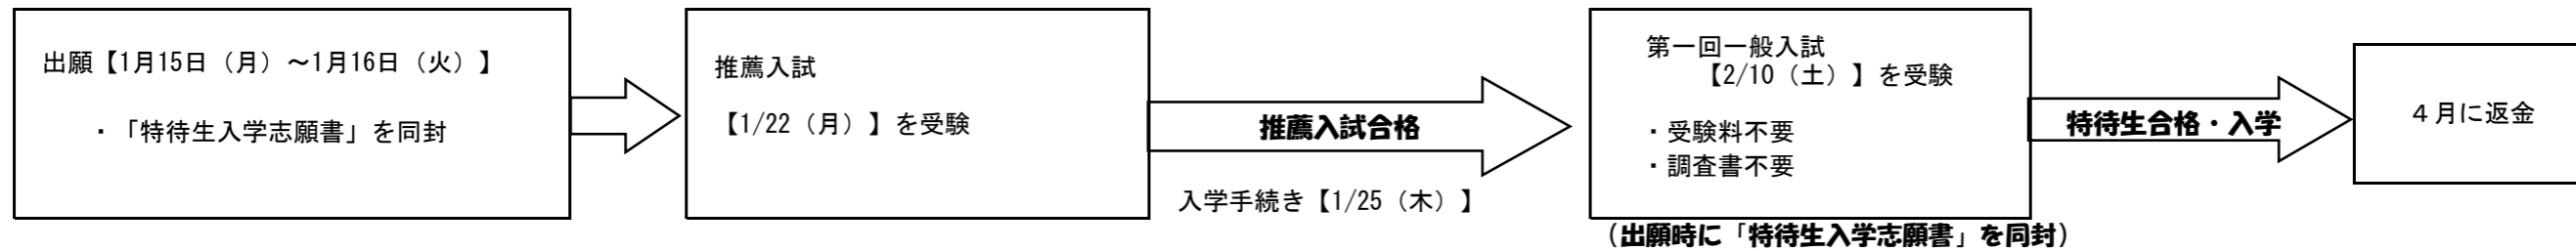 出願【1月15日（月）～1月16日（火）】
・「特待生入学志願書」を同封
推薦入試
【1/22（月）】を受験
推薦入試合格
入学手続き【1/25（木）】
第一回一般入試
【2/10（土）】を受験
・受験料不要
・調査書不要
（出願時に「特待生入学志願書」を同封）
特待生合格・入学
４月に返金